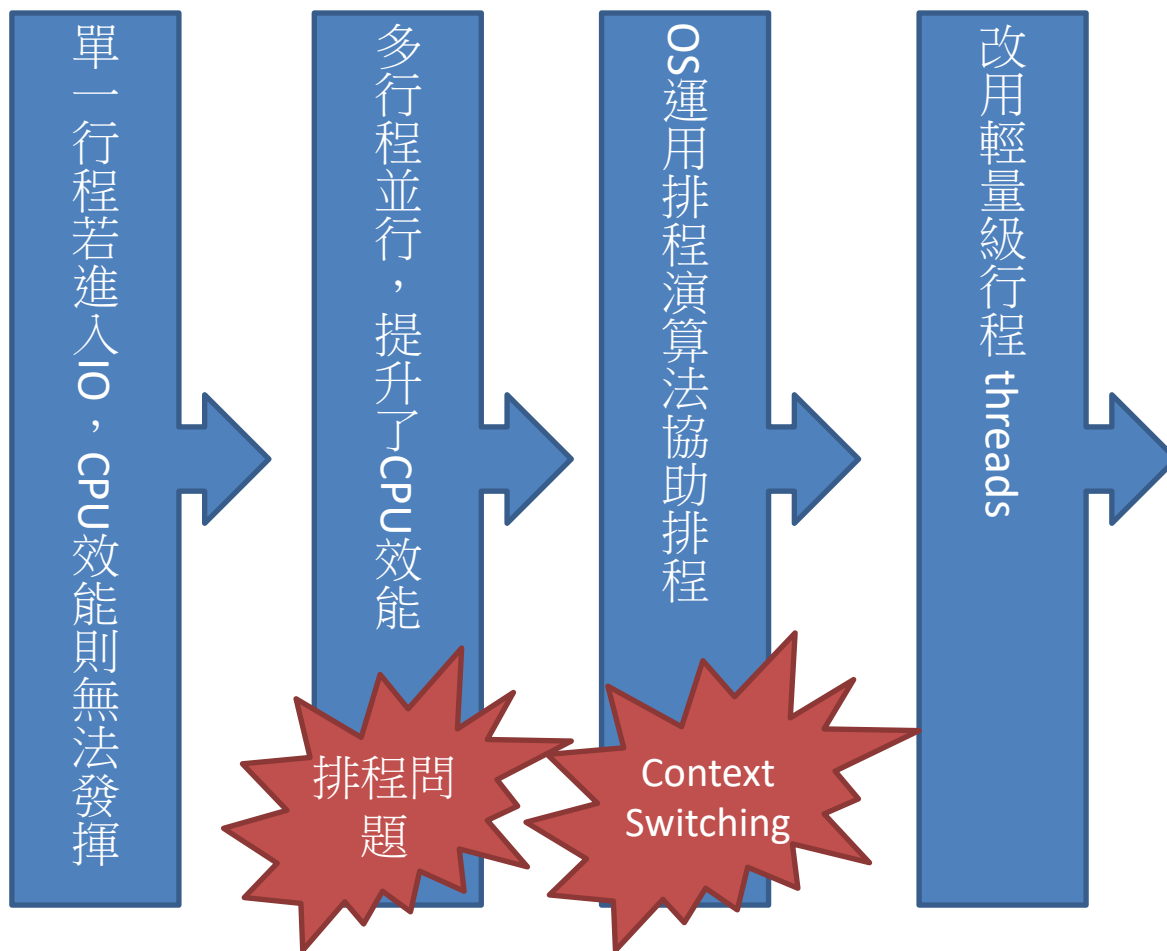 單一行程若進入IO，CPU效能則無法發揮
多行程並行，提升了CPU效能
OS運用排程演算法協助排程
改用輕量級行程 threads
排程問
題
Context
Switching